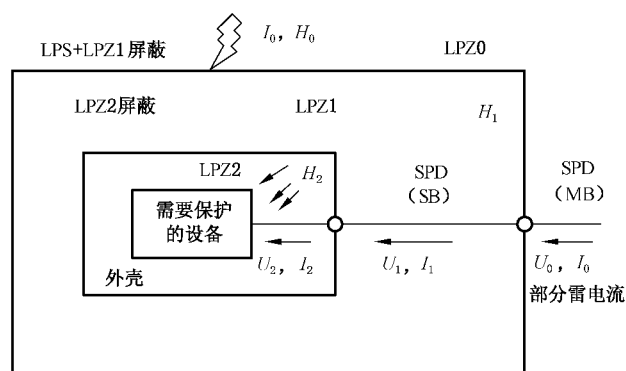 I₀，H₀
LPS+LPZ1屏蔽
LPZ0
LPZ2屏蔽
LPZ1
H₁
LPZ2
H₂
SPD
（SB）
SPD
（MB）
需要保护
的设备
外壳
U₂，I₂
U₁，I₁
U₀，I₀
部分雷电流